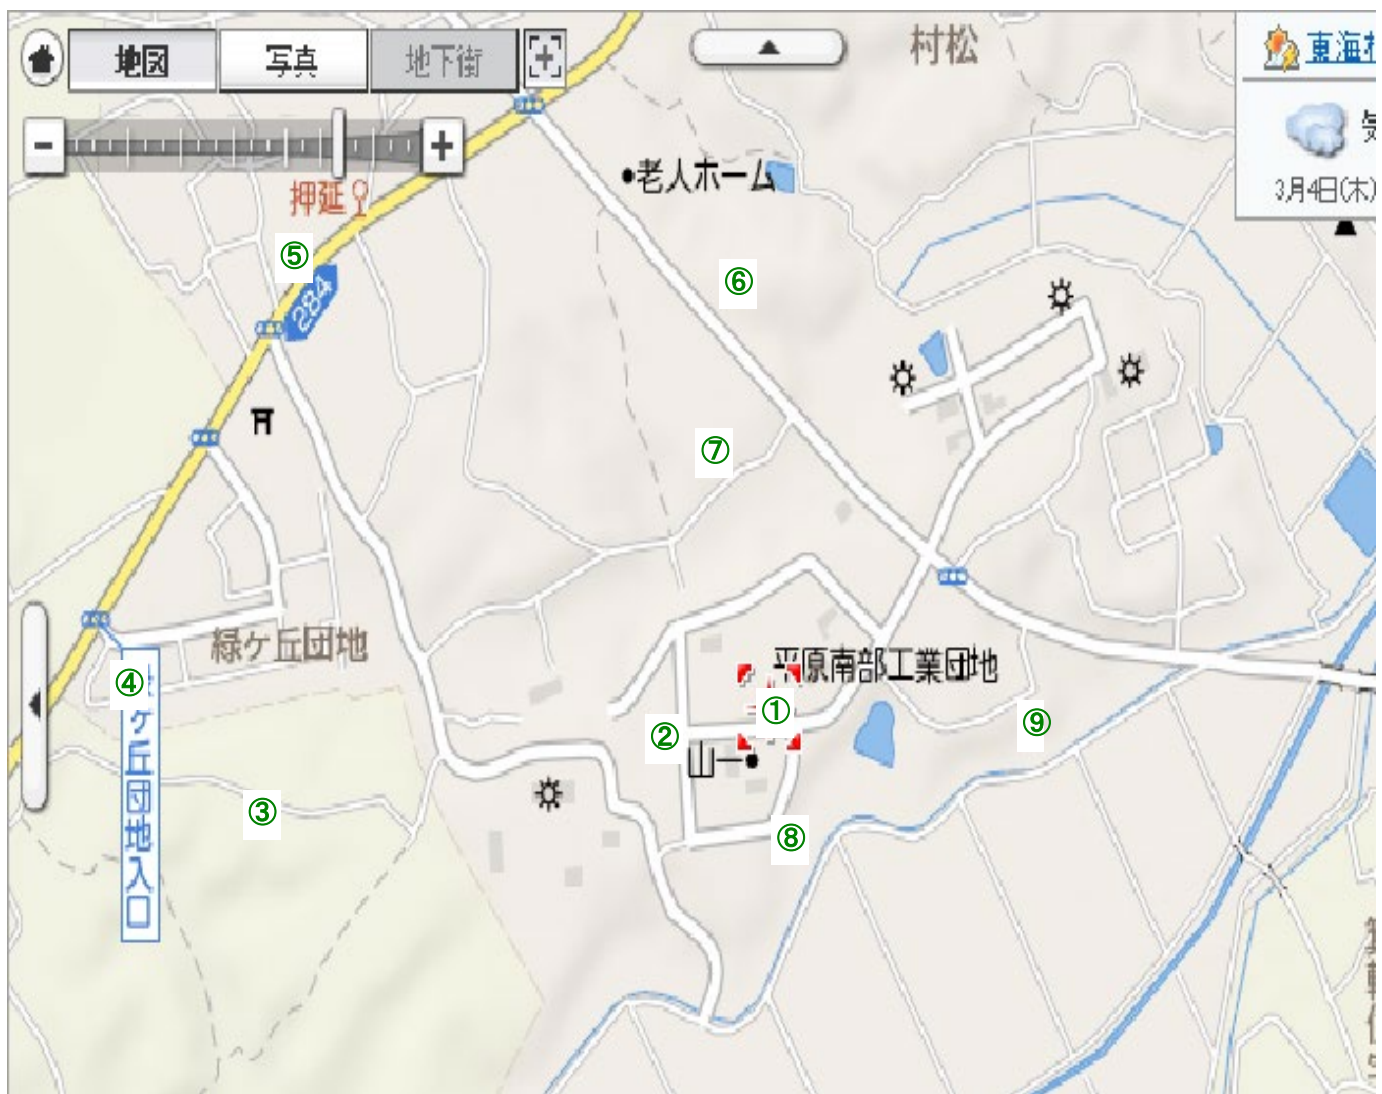 地図
写真
地下街
村松
東海村
3月4日(木)
老人ホーム
押延
⑤
⑥
284
⑦
緑ケ丘団地
平原南部工業団地
④
ケ丘団地入口
①
②
⑨
山一
③
⑧